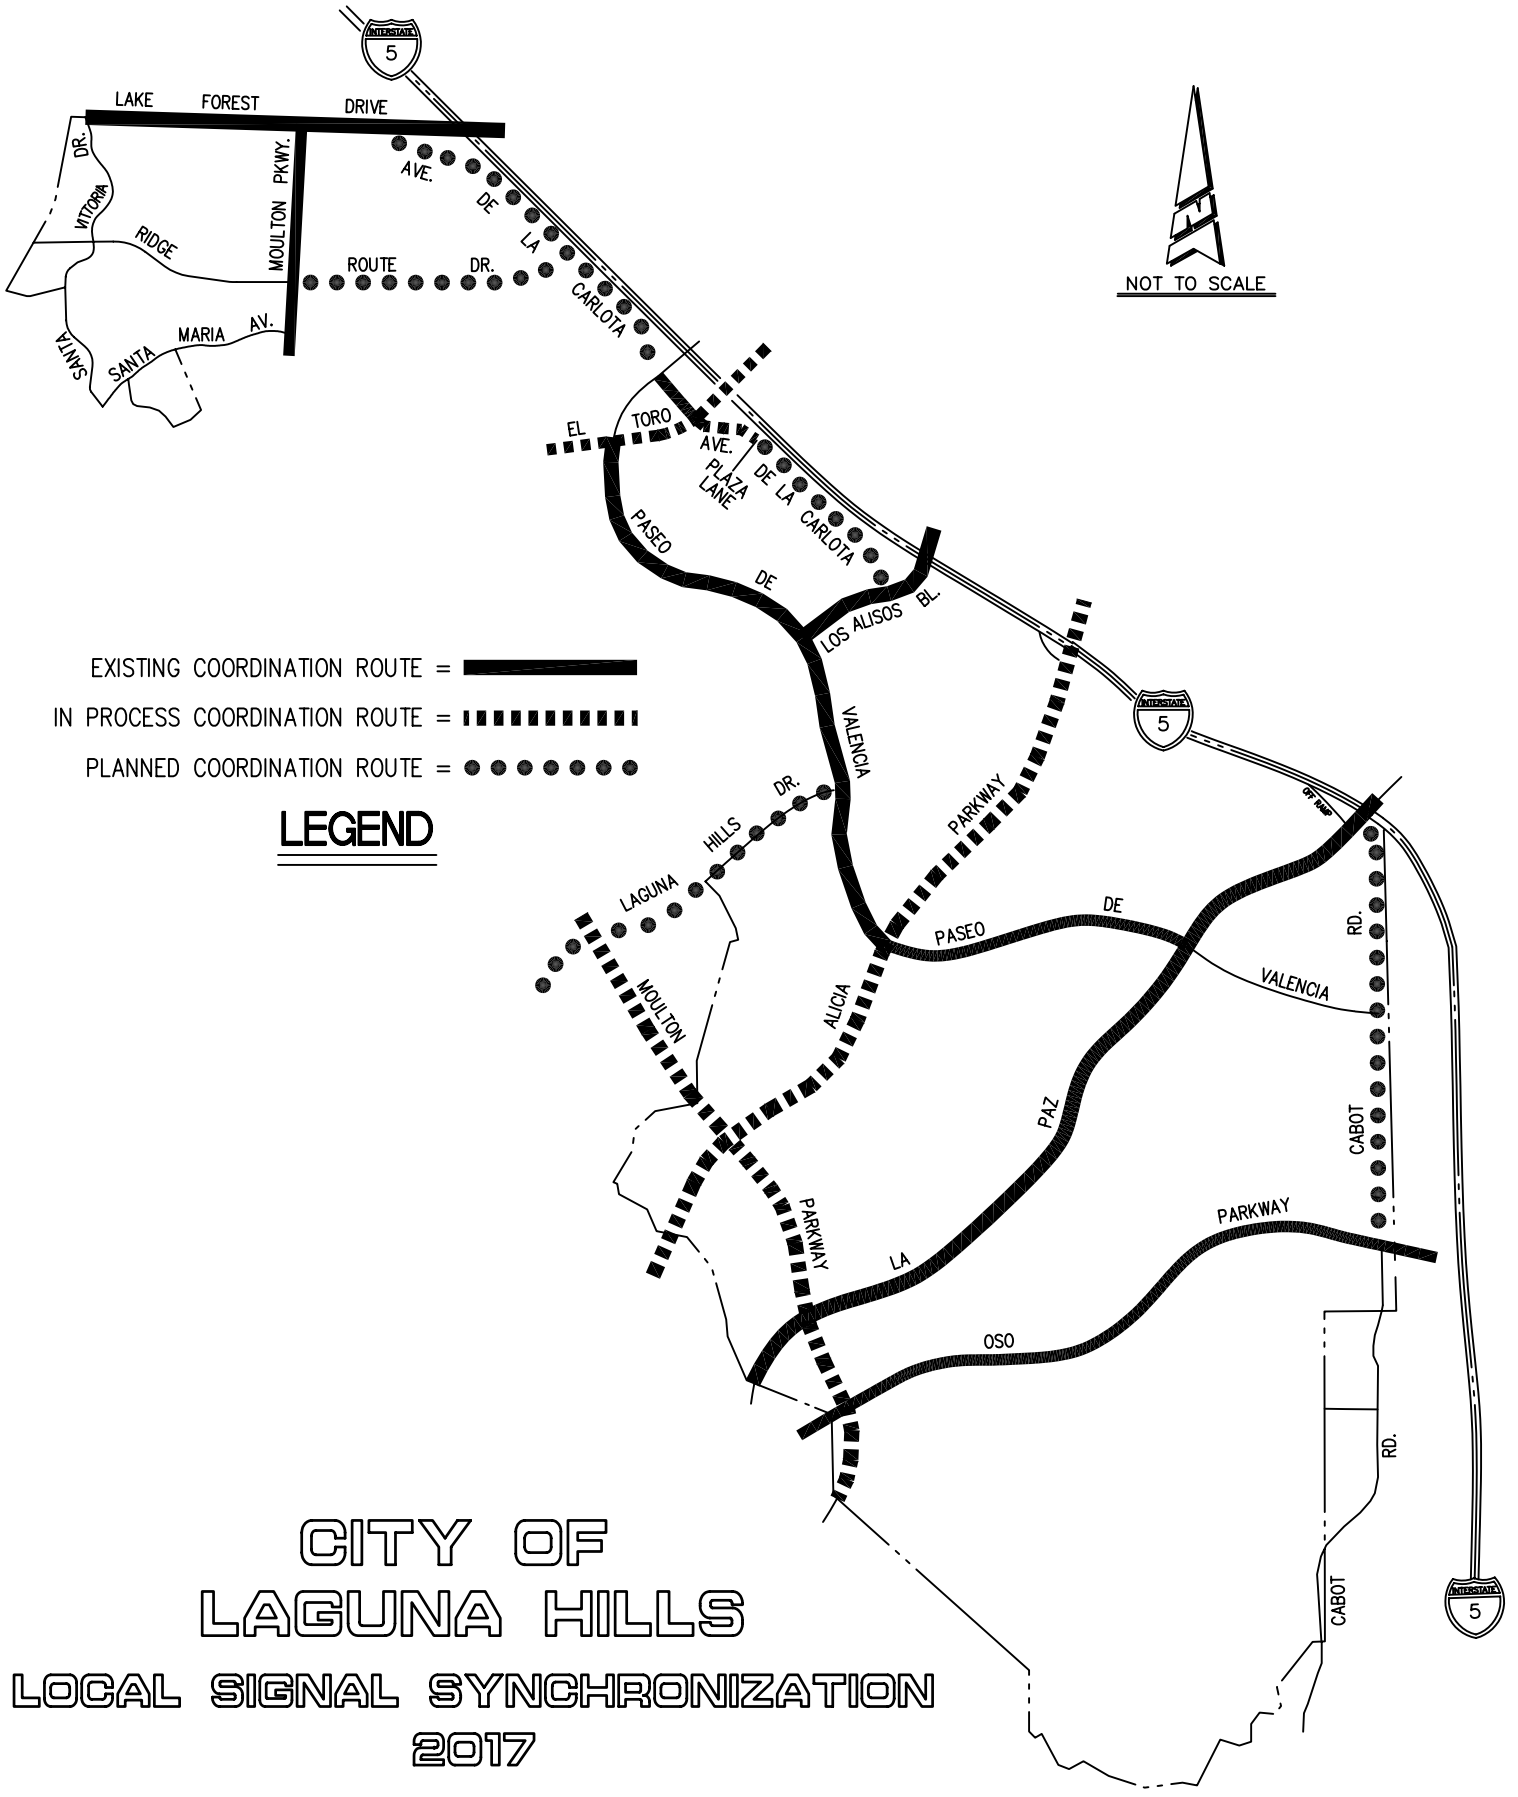 INTERSTATE
5
LAKE FOREST DRIVE
DR.
VITTORIA
SANTA
MOULTON PKWY.
AVE. DE LA CARLOTA
RIDGE ROUTE DR.
SANTA MARIA AV.
NOT TO SCALE
EL TORO
AVE. DE LA CARLOTA
PLAZA
LANE
PASEO DE VALENCIA
LOS ALISOS BL.
EXISTING COORDINATION ROUTE =
IN PROCESS COORDINATION ROUTE =
PLANNED COORDINATION ROUTE =
LEGEND
INTERSTATE
5
OFF RAMP
LAGUNA HILLS DR.
ALICIA PARKWAY
PASEO DE VALENCIA
MOULTON PARKWAY
LA PAZ
CABOT RD.
OSO PARKWAY
CABOT RD.
INTERSTATE
5
CITY OF
LAGUNA HILLS
LOCAL SIGNAL SYNCHRONIZATION
2017